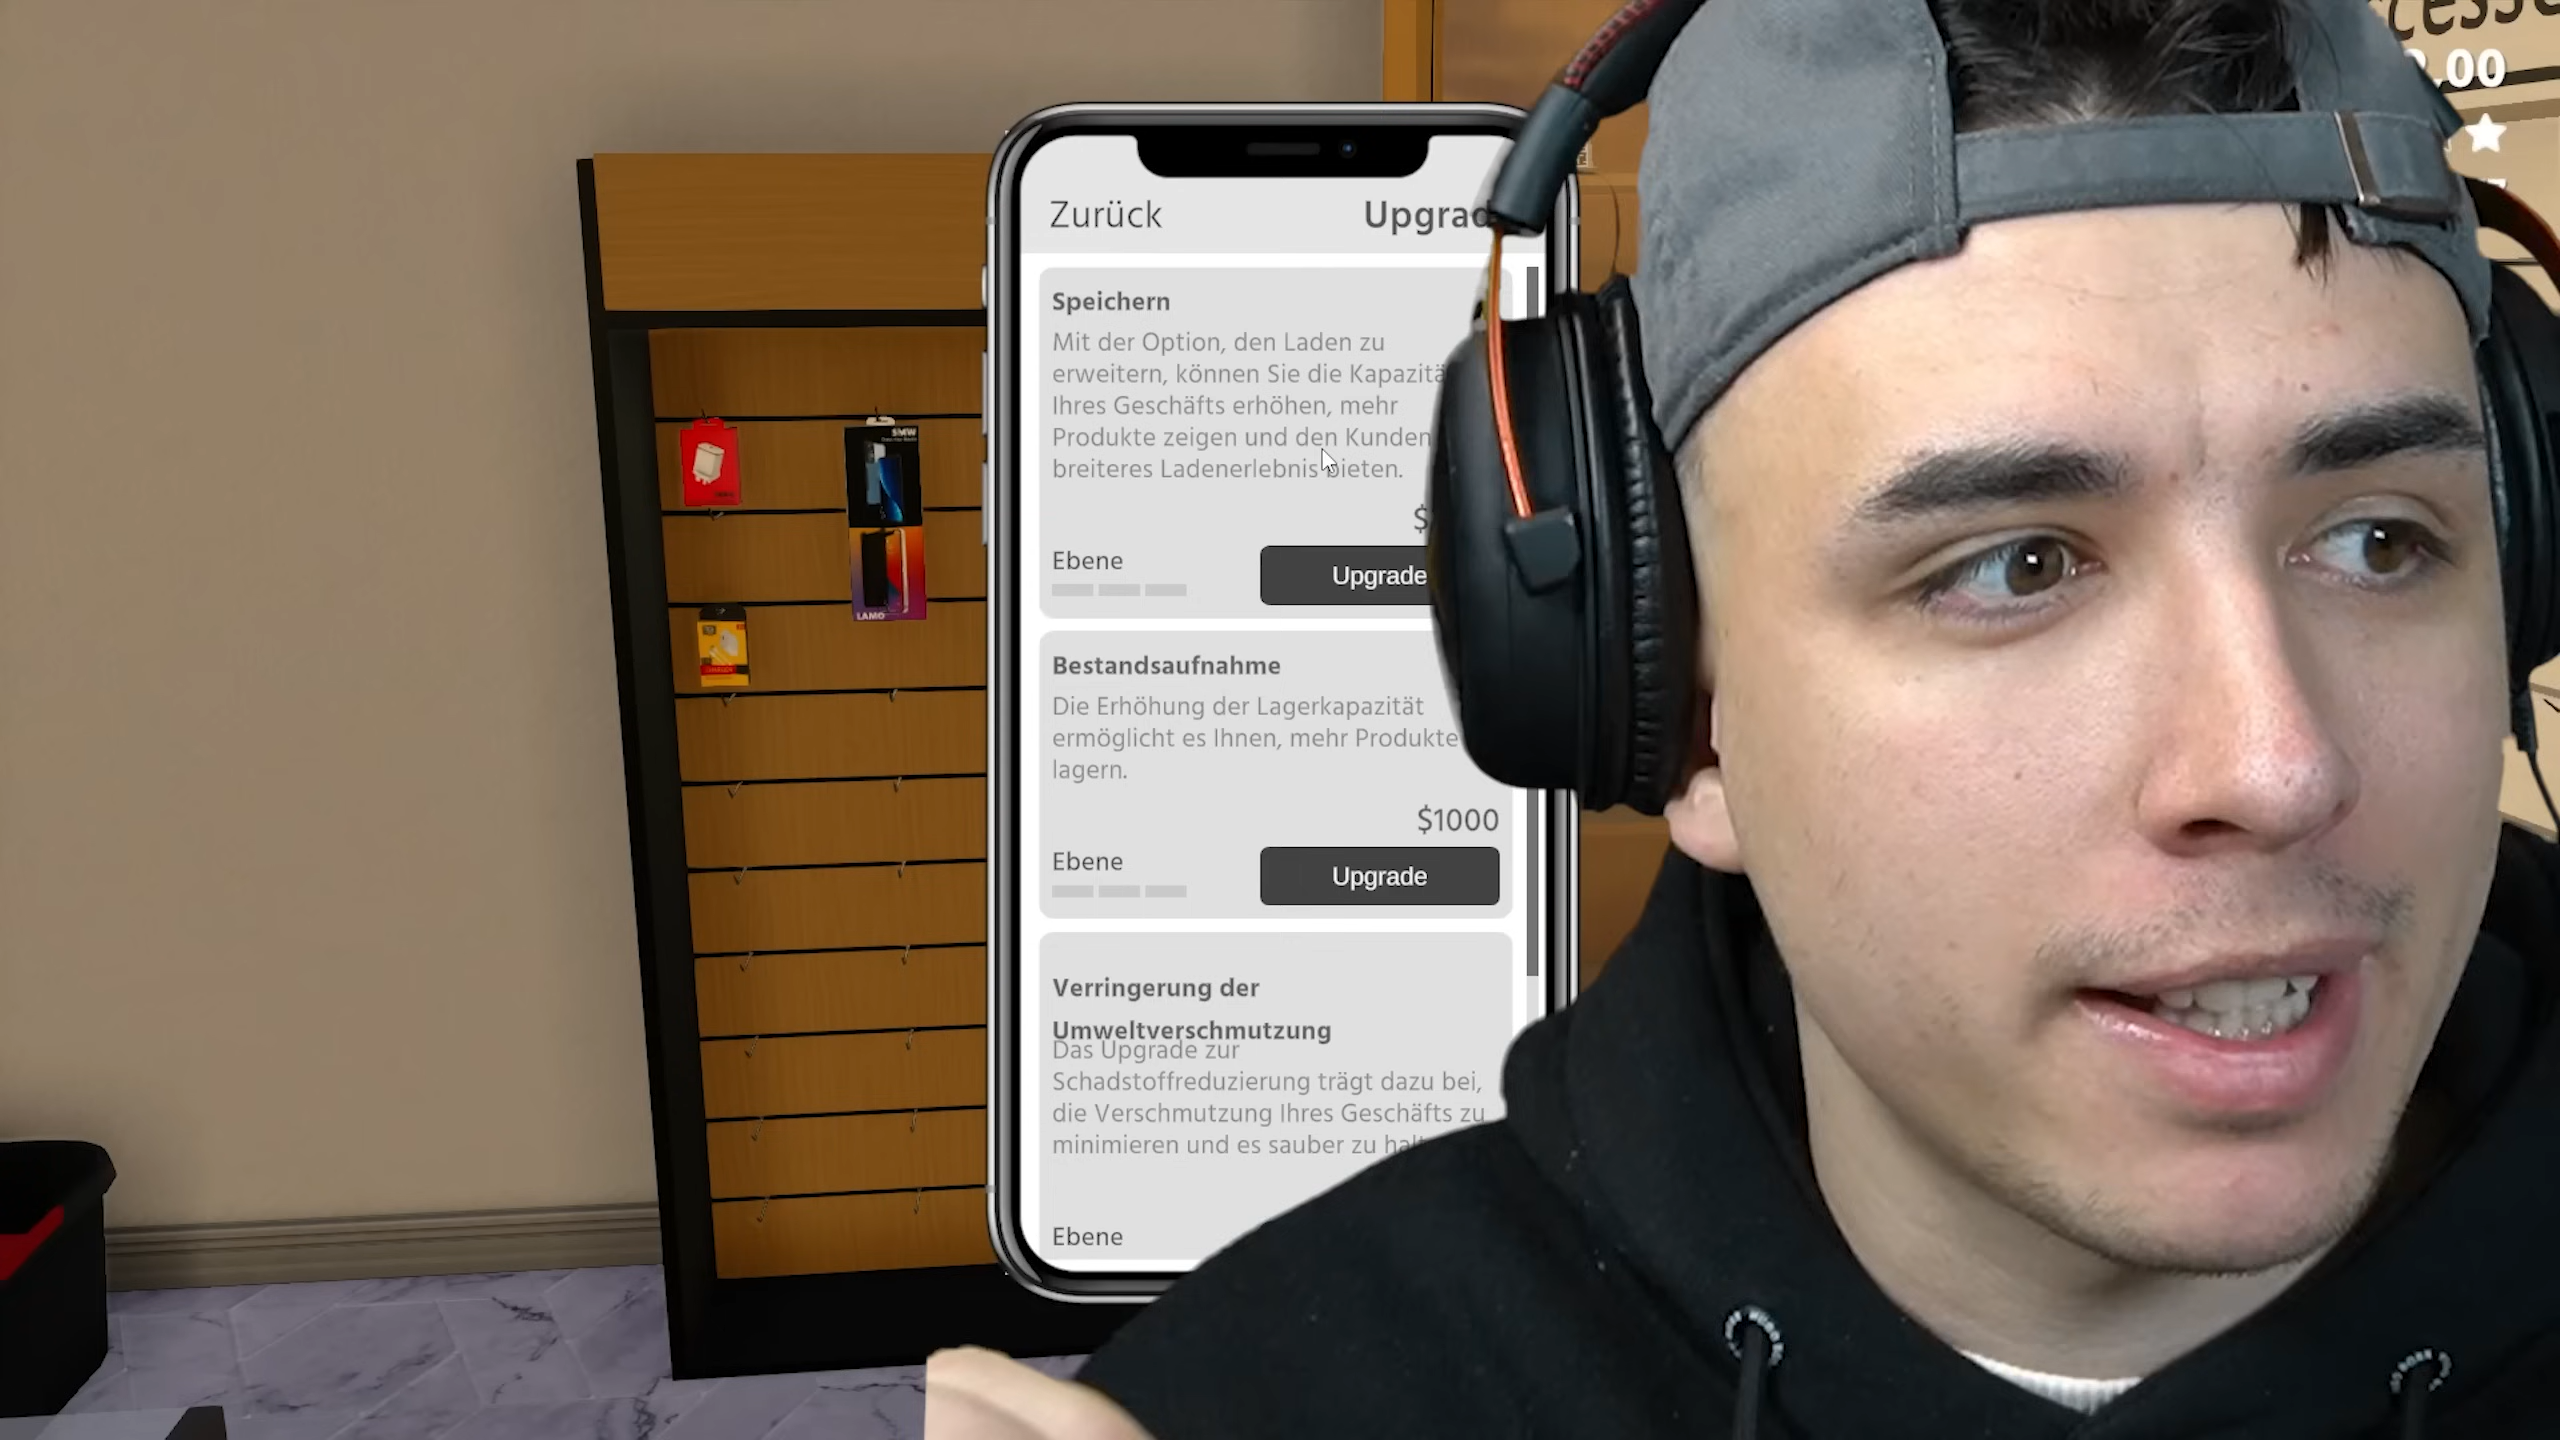 Zurück
Speichern
Mit der Option, den Laden zu
erweitern, können Sie die
Ihres Geschäfts erhöhen, mehr
Produkte zeigen und den Kunden
breiteres Ladenerlebnis bieten.
Ebene
Upgrade
Bestandsaufnahme
Die Erhöhung der Lagerkapazität
ermöglicht es Ihnen, mehr Produkte
lagern.
$1000
Ebene
Upgrade
Verringerung der
Umweltverschmutzung
Das Upgrade zur
Schadstoffreduzierung trägt dazu bei,
die Verschmutzung Ihres Geschäfts zu
minimieren und es sauber zu
Ebene
SMW
LAMO